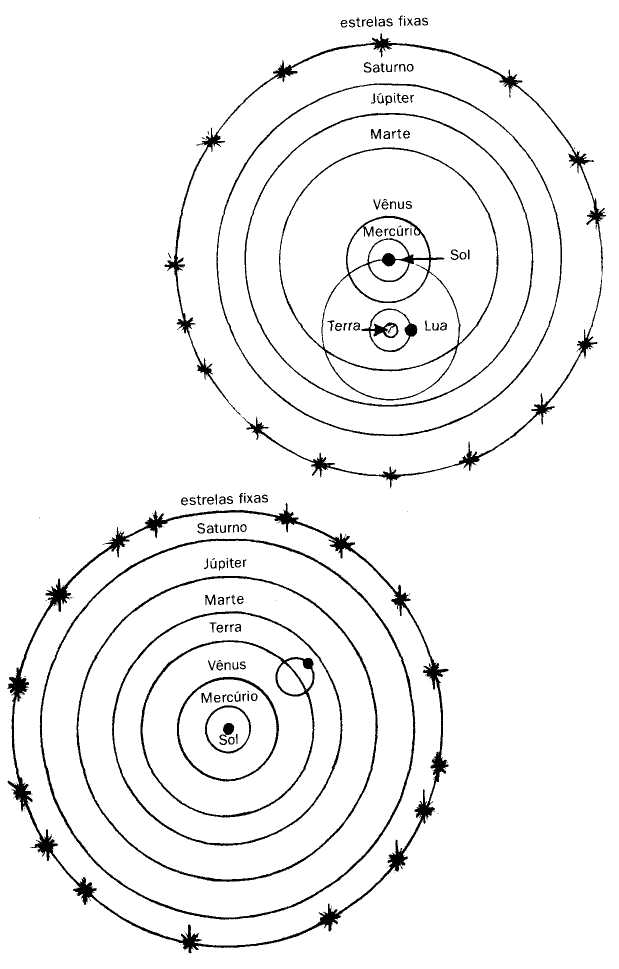 estrelas fixas
Saturno
Júpiter
Marte
Vênus
Mercúrio
Sol
Terra
Lua
estrelas fixas
Saturno
Júpiter
Marte
Terra
Vênus
Mercúrio
Sol